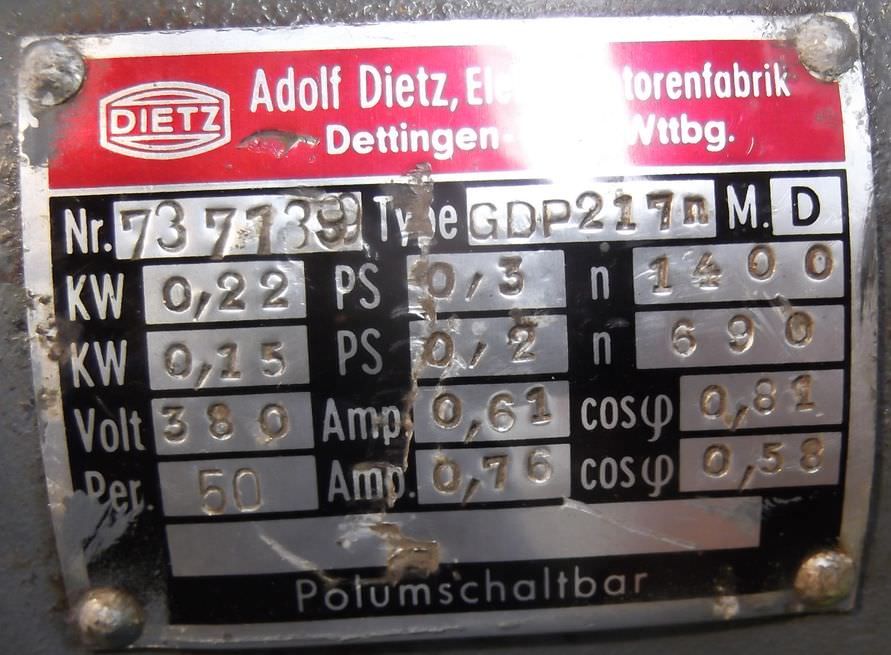 DIETZ
Adolf Dietz,
Dettingen
Wttbg.
Nr. Type GDP217n M. D
KW 0,22 PS 0,3 n 1400
KW 0,15 PS 0,2 n 690
Volt 380 Amp. 0,61 cosφ 0,81
Per. 50 Amp. 0,76 cosφ 0,58
Polumschaltbar